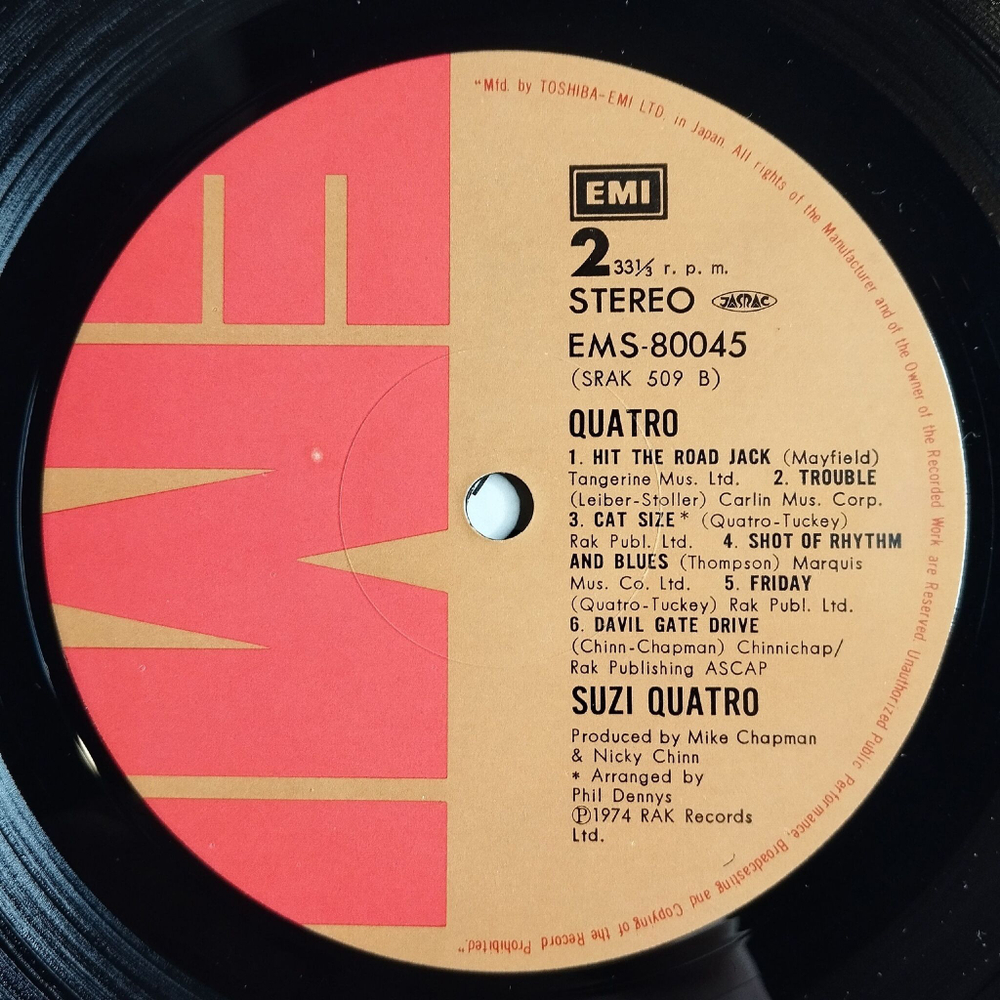 "Mfd. by TOSHIBA-EMI LTD. in Japan. All rights of the Manufacturer and of the Owner of the Recorded Work are Reserved. Unauthorized Public Performance, Broadcasting and Copying of the Record Prohibited."
EMI
EMI
2 33⅓ r. p. m.
STEREO JASRAC
EMS-80045
(SRAK 509 B)
QUATRO
1. HIT THE ROAD JACK (Mayfield)
Tangerine Mus. Ltd. 2. TROUBLE
(Leiber-Stoller) Carlin Mus. Corp.
3. CAT SIZE* (Quatro-Tuckey)
Rak Publ. Ltd. 4. SHOT OF RHYTHM
AND BLUES (Thompson) Marquis
Mus. Co. Ltd. 5. FRIDAY
(Quatro-Tuckey) Rak Publ. Ltd.
6. DAVIL GATE DRIVE
(Chinn-Chapman) Chinnichap/
Rak Publishing ASCAP
SUZI QUATRO
Produced by Mike Chapman
& Nicky Chinn
* Arranged by
Phil Dennys
℗1974 RAK Records
Ltd.